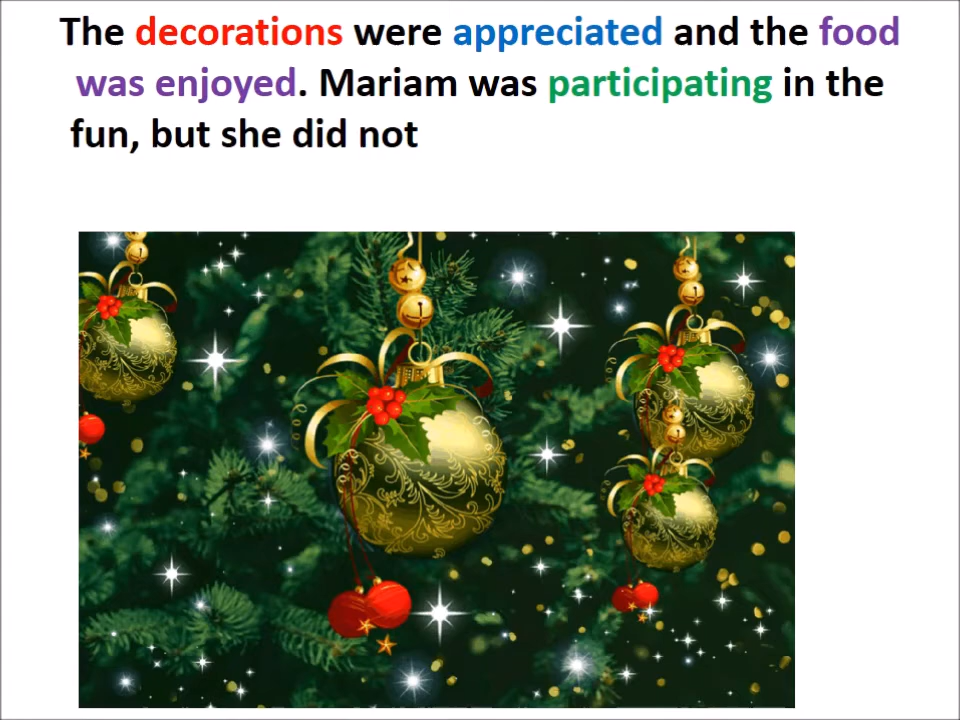 The decorations were appreciated and the food
was enjoyed. Mariam was participating in the
fun, but she did not